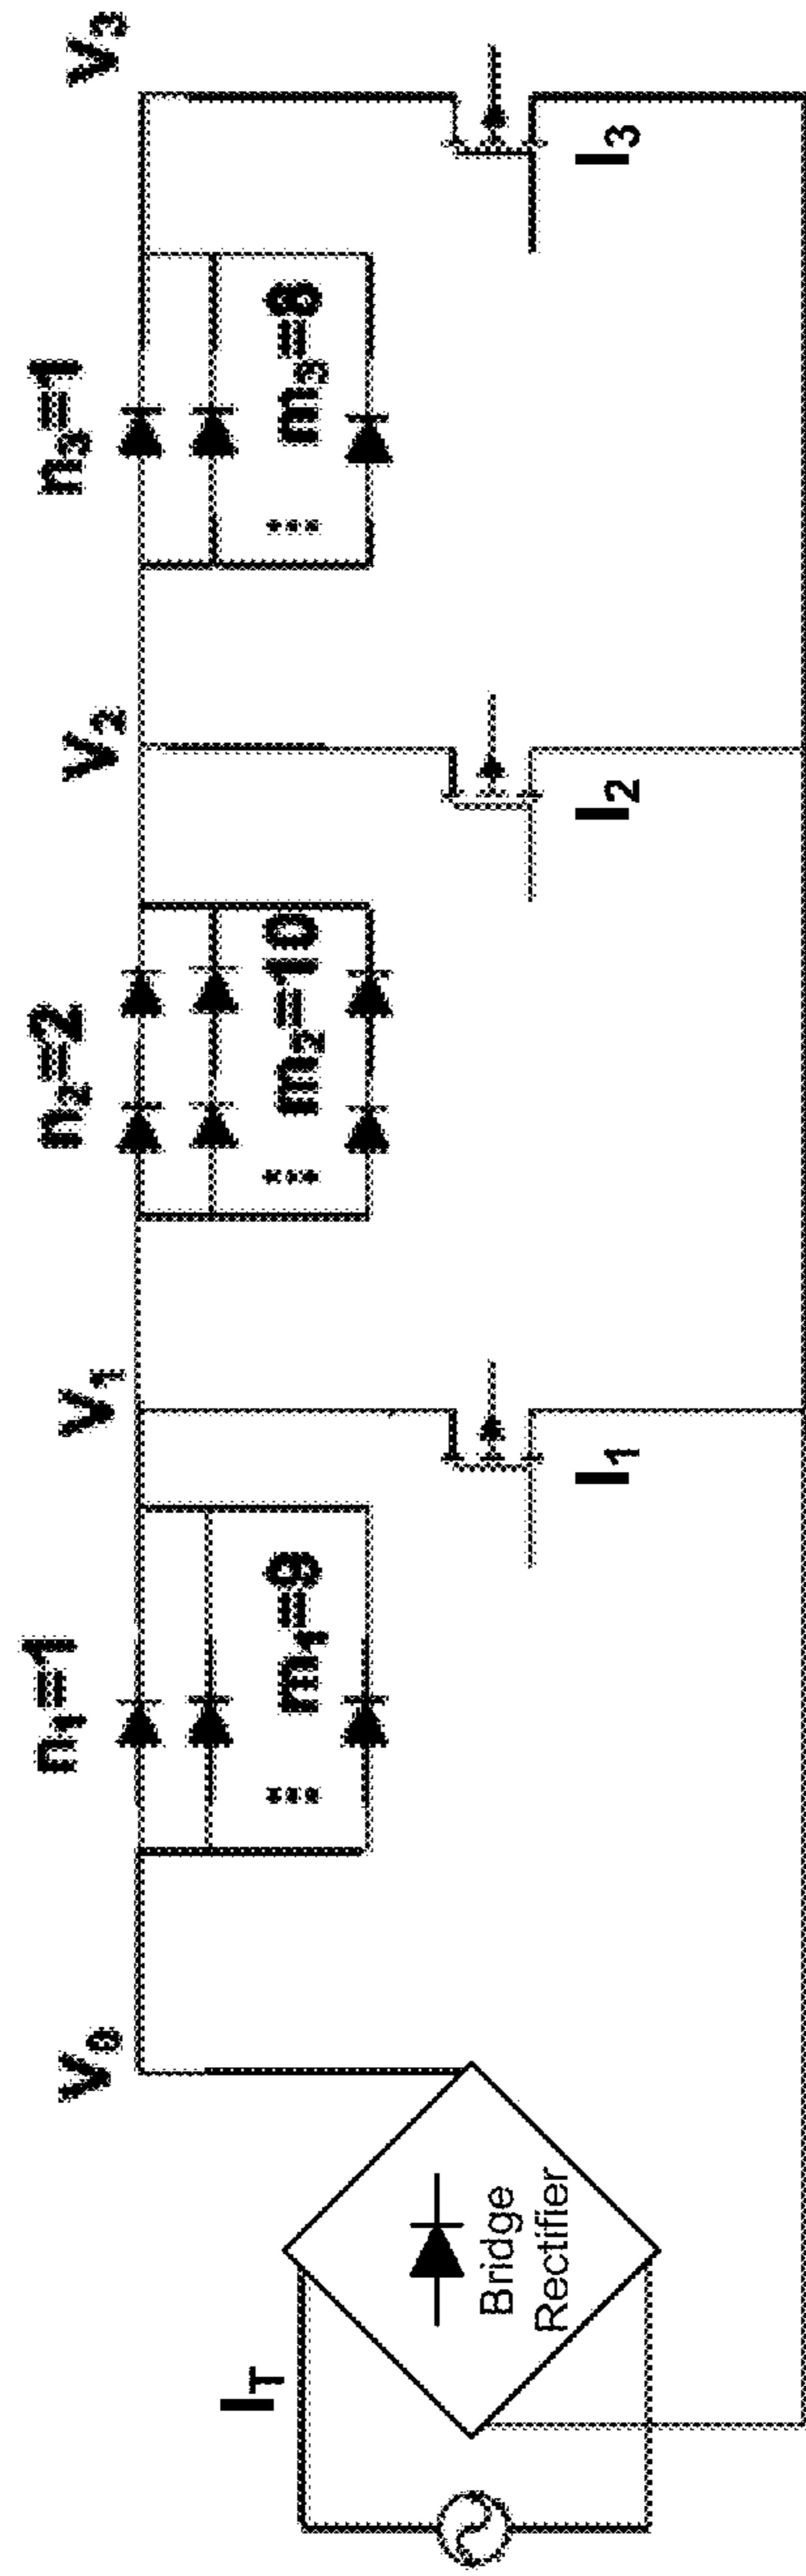 I_T
Bridge
Rectifier
V₀
n₁=1
m₁=9
...
V₁
I₁
n₂=2
m₂=10
...
V₂
I₂
n₃=1
m₃=8
...
V₃
I₃